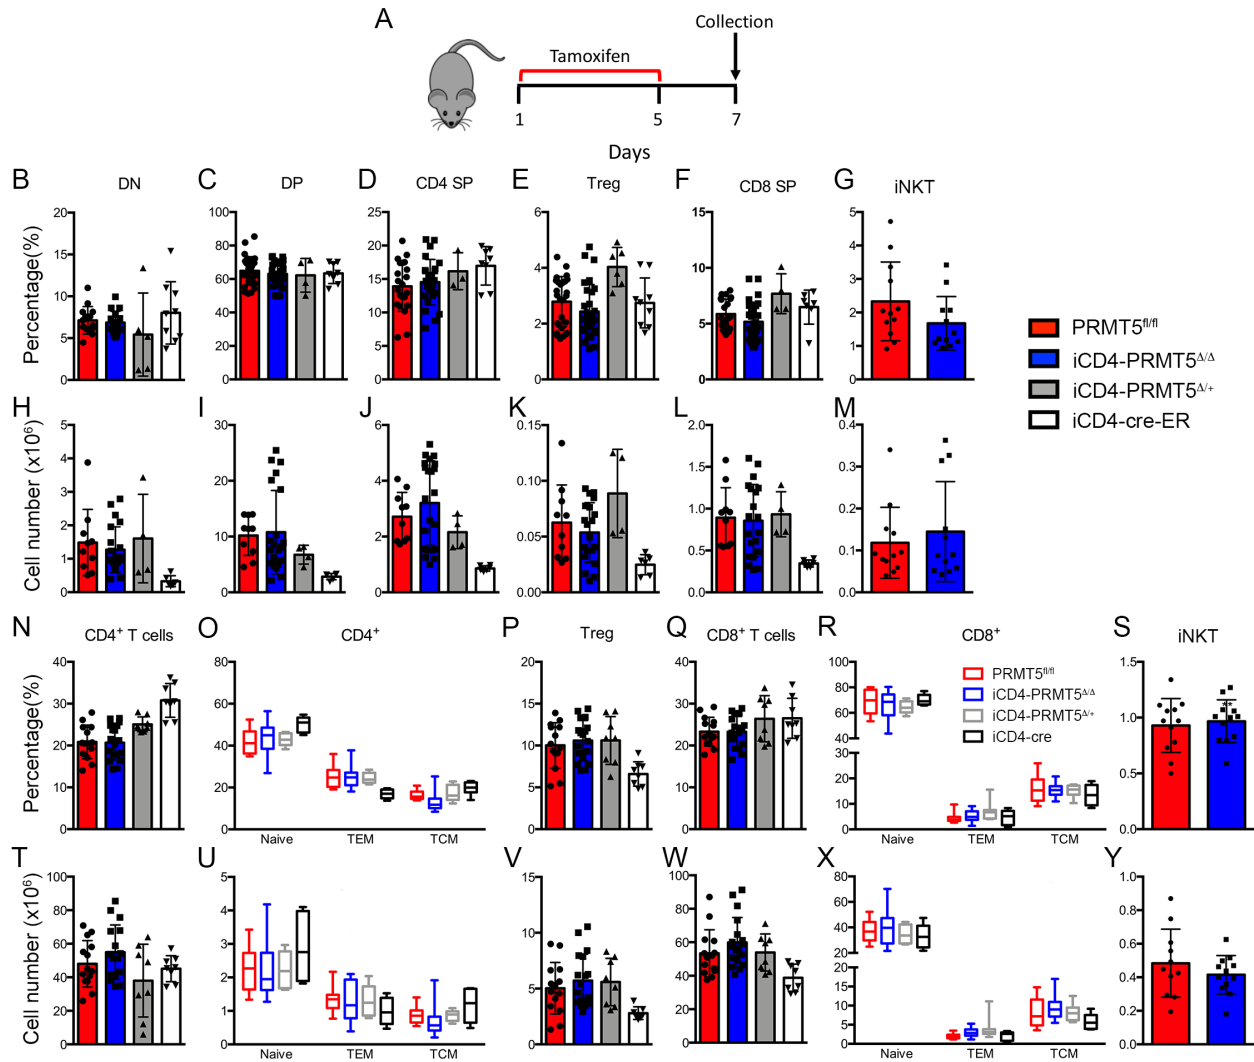 A
Collection
Tamoxifen
1 5 7
Days
B DN C DP D CD4 SP E Treg F CD8 SP G iNKT
Percentage(%)
20 15 10 5 0
100 80 60 40 20 0
25 20 15 10 5 0
6 4 2 0
15 10 5 0
5 4 3 2 1 0
PRMT5fl/fl
iCD4-PRMT5Δ/Δ
iCD4-PRMT5Δ/+
iCD4-cre-ER
H I J K L M
Cell number (x10⁶)
5 4 3 2 1 0
30 20 10 0
6 4 2 0
0.15 0.10 0.05 0.00
2.0 1.5 1.0 0.5 0.0
0.4 0.3 0.2 0.1 0.0
N CD4⁺ T cells O CD4⁺ P Treg Q CD8⁺ T cells R CD8⁺ S iNKT
Percentage(%)
40 30 20 10 0
80 60 40 20 0
Naive TEM TCM
20 15 10 5 0
40 30 20 10 0
100 80 60 40
30 20 10 0
Naive TEM TCM
PRMT5fl/fl
iCD4-PRMT5Δ/Δ
iCD4-PRMT5Δ/+
iCD4-cre
1.5 1.0 0.5 0.0
**
T U V W X Y
Cell number (x10⁶)
100 80 60 40 20 0
5 4 3 2 1 0
Naive TEM TCM
15 10 5 0
100 80 60 40 20 0
80 60 40 20
20 15 10 5 0
Naive TEM TCM
1.0 0.8 0.6 0.4 0.2 0.0